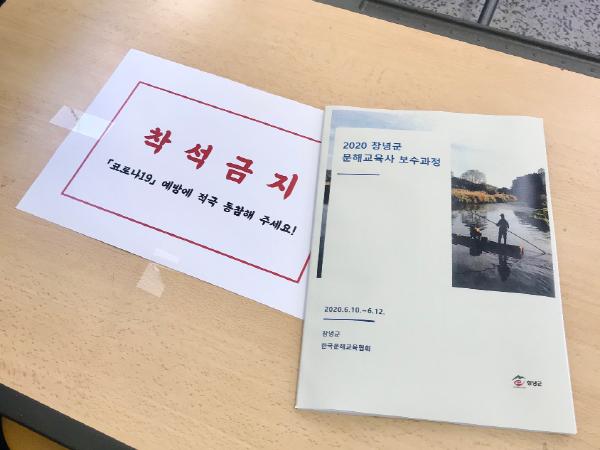 착석금지
「코로나19」 예방에 적극 동참해 주세요!
2020 창녕군
문해교육사 보수과정
2020.6.10.~6.12.
창녕군
한국문해교육협회
창녕군